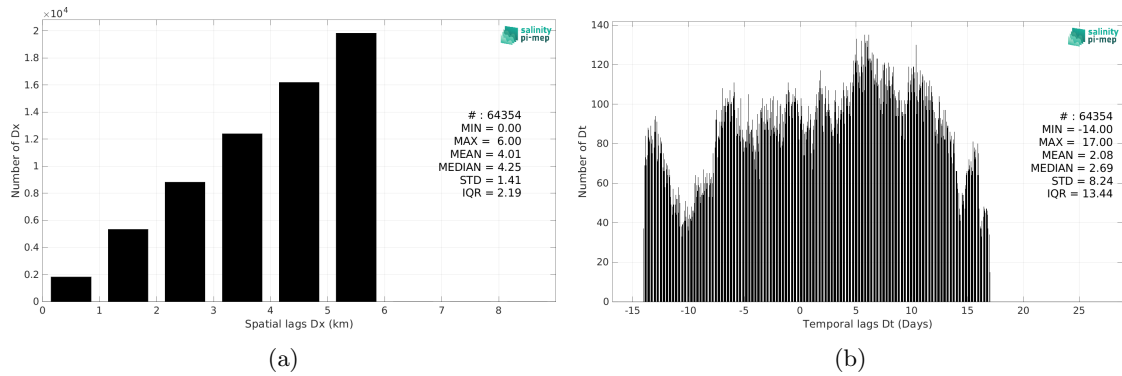 ×10⁴
2
1.8
1.6
1.4
1.2
1
0.8
0.6
0.4
0.2
0
Number of Dx
salinity
pi-mep
# : 64354
MIN = 0.00
MAX = 6.00
MEAN = 4.01
MEDIAN = 4.25
STD = 1.41
IQR = 2.19
0 1 2 3 4 5 6 7 8
Spatial lags Dx (km)
(a)
140
120
100
80
60
40
20
0
Number of Dt
salinity
pi-mep
# : 64354
MIN = -14.00
MAX = 17.00
MEAN = 2.08
MEDIAN = 2.69
STD = 8.24
IQR = 13.44
-15 -10 -5 0 5 10 15 20 25
Temporal lags Dt (Days)
(b)